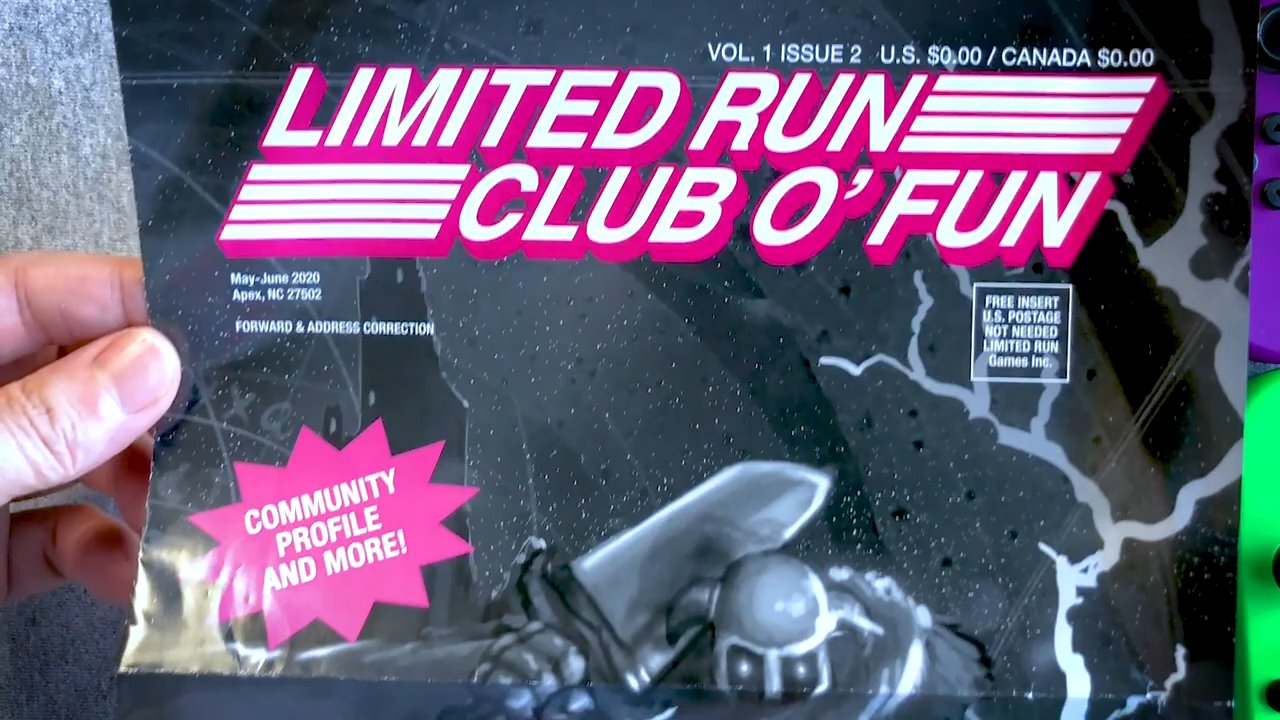 VOL. 1 ISSUE 2 U.S. $0.00 / CANADA $0.00
LIMITED RUN
CLUB O' FUN
May-June 2020
Apex, NC 27502
FORWARD & ADDRESS CORRECTION
FREE INSERT
U.S. POSTAGE
NOT NEEDED
LIMITED RUN
Games Inc.
COMMUNITY
PROFILE
AND MORE!